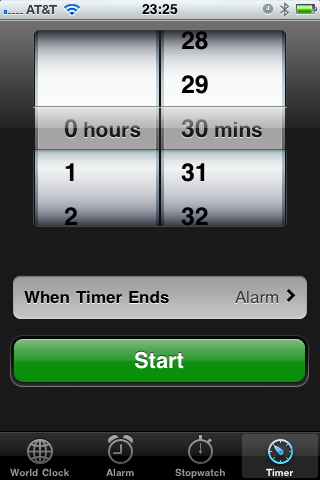 AT&T 23:25
28
29
0 hours 30 mins
1 31
2 32
When Timer Ends Alarm
Start
World Clock Alarm Stopwatch Timer